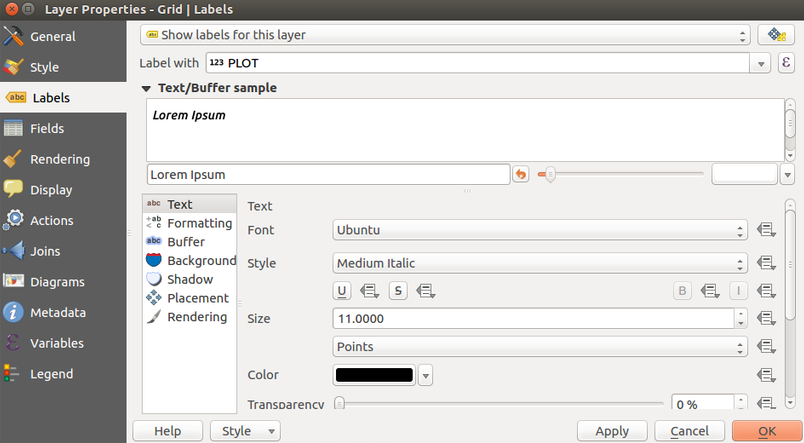 Layer Properties - Grid | Labels
General
Style
Labels
Fields
Rendering
Display
Actions
Joins
Diagrams
Metadata
Variables
Legend
Show labels for this layer
Label with 123 PLOT
Text/Buffer sample
Lorem Ipsum
Lorem Ipsum
Text
Formatting
Buffer
Background
Shadow
Placement
Rendering
Text
Font Ubuntu
Style Medium Italic
U S B I
Size 11.0000
Points
Color
Transparency 0 %
Help Style Apply Cancel OK